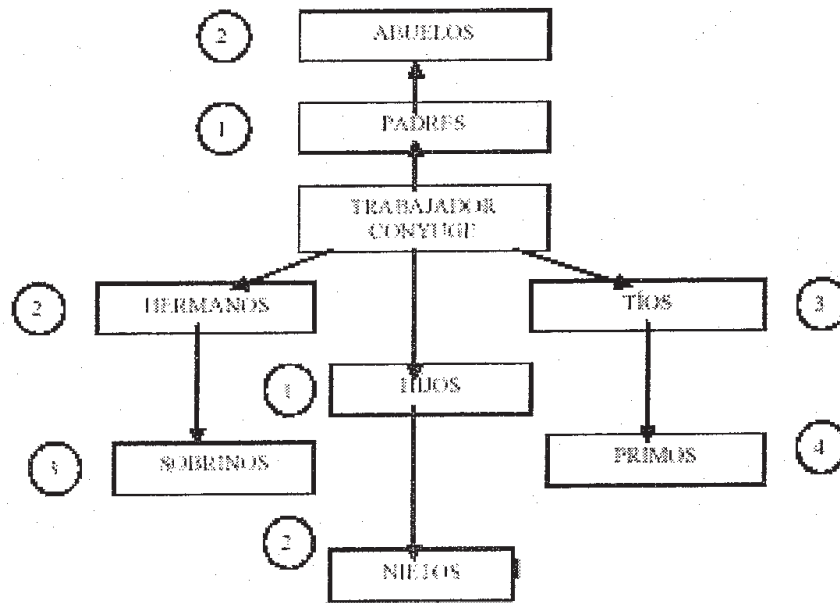 2
ABUELOS
1
PADRES
TRABAJADOR
CONYUGE
2
HERMANOS
TÍOS
3
1
HIJOS
3
SOBRINOS
PRIMOS
4
2
NIETOS